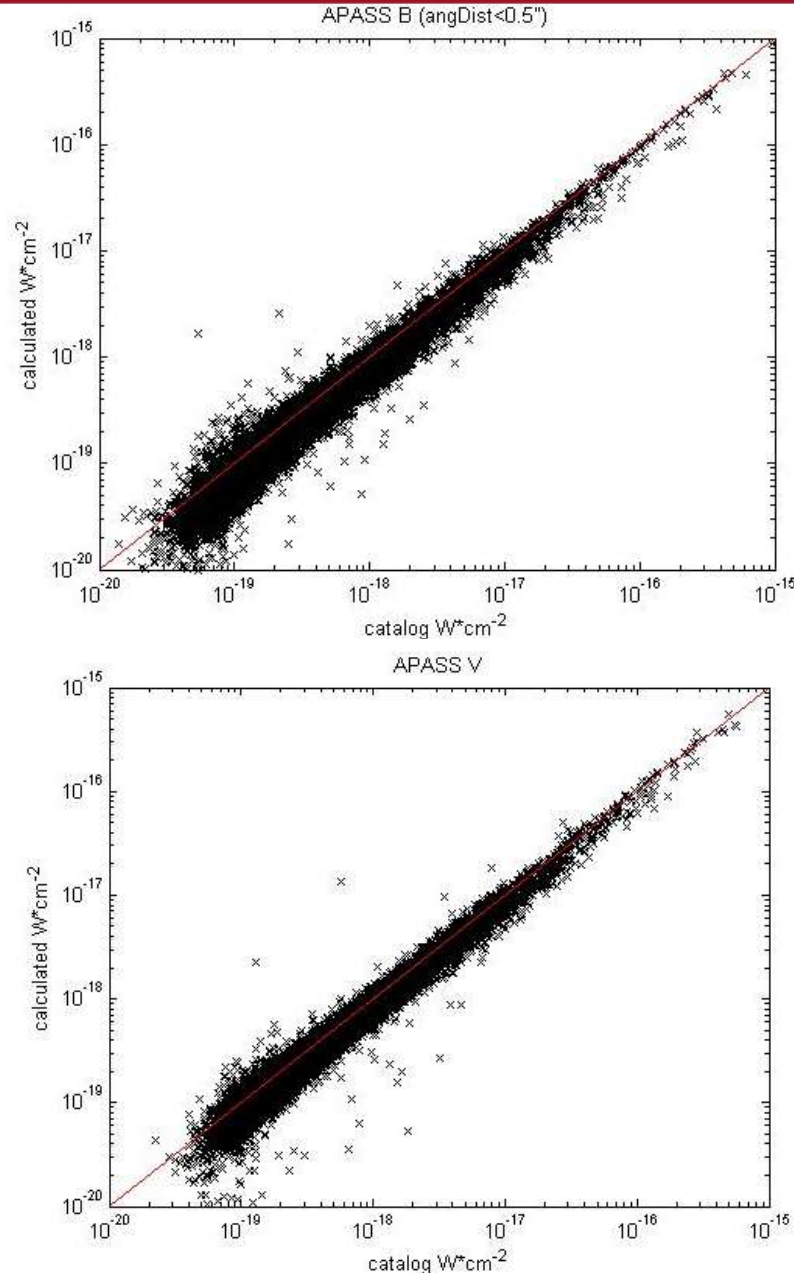 APASS B (angDist<0.5")
10⁻¹⁵
10⁻¹⁶
10⁻¹⁷
10⁻¹⁸
10⁻¹⁹
10⁻²⁰
calculated W*cm⁻²
10⁻²⁰ 10⁻¹⁹ 10⁻¹⁸ 10⁻¹⁷ 10⁻¹⁶ 10⁻¹⁵
catalog W*cm⁻²
APASS V
10⁻¹⁵
10⁻¹⁶
10⁻¹⁷
10⁻¹⁸
10⁻¹⁹
10⁻²⁰
calculated W*cm⁻²
10⁻²⁰ 10⁻¹⁹ 10⁻¹⁸ 10⁻¹⁷ 10⁻¹⁶ 10⁻¹⁵
catalog W*cm⁻²